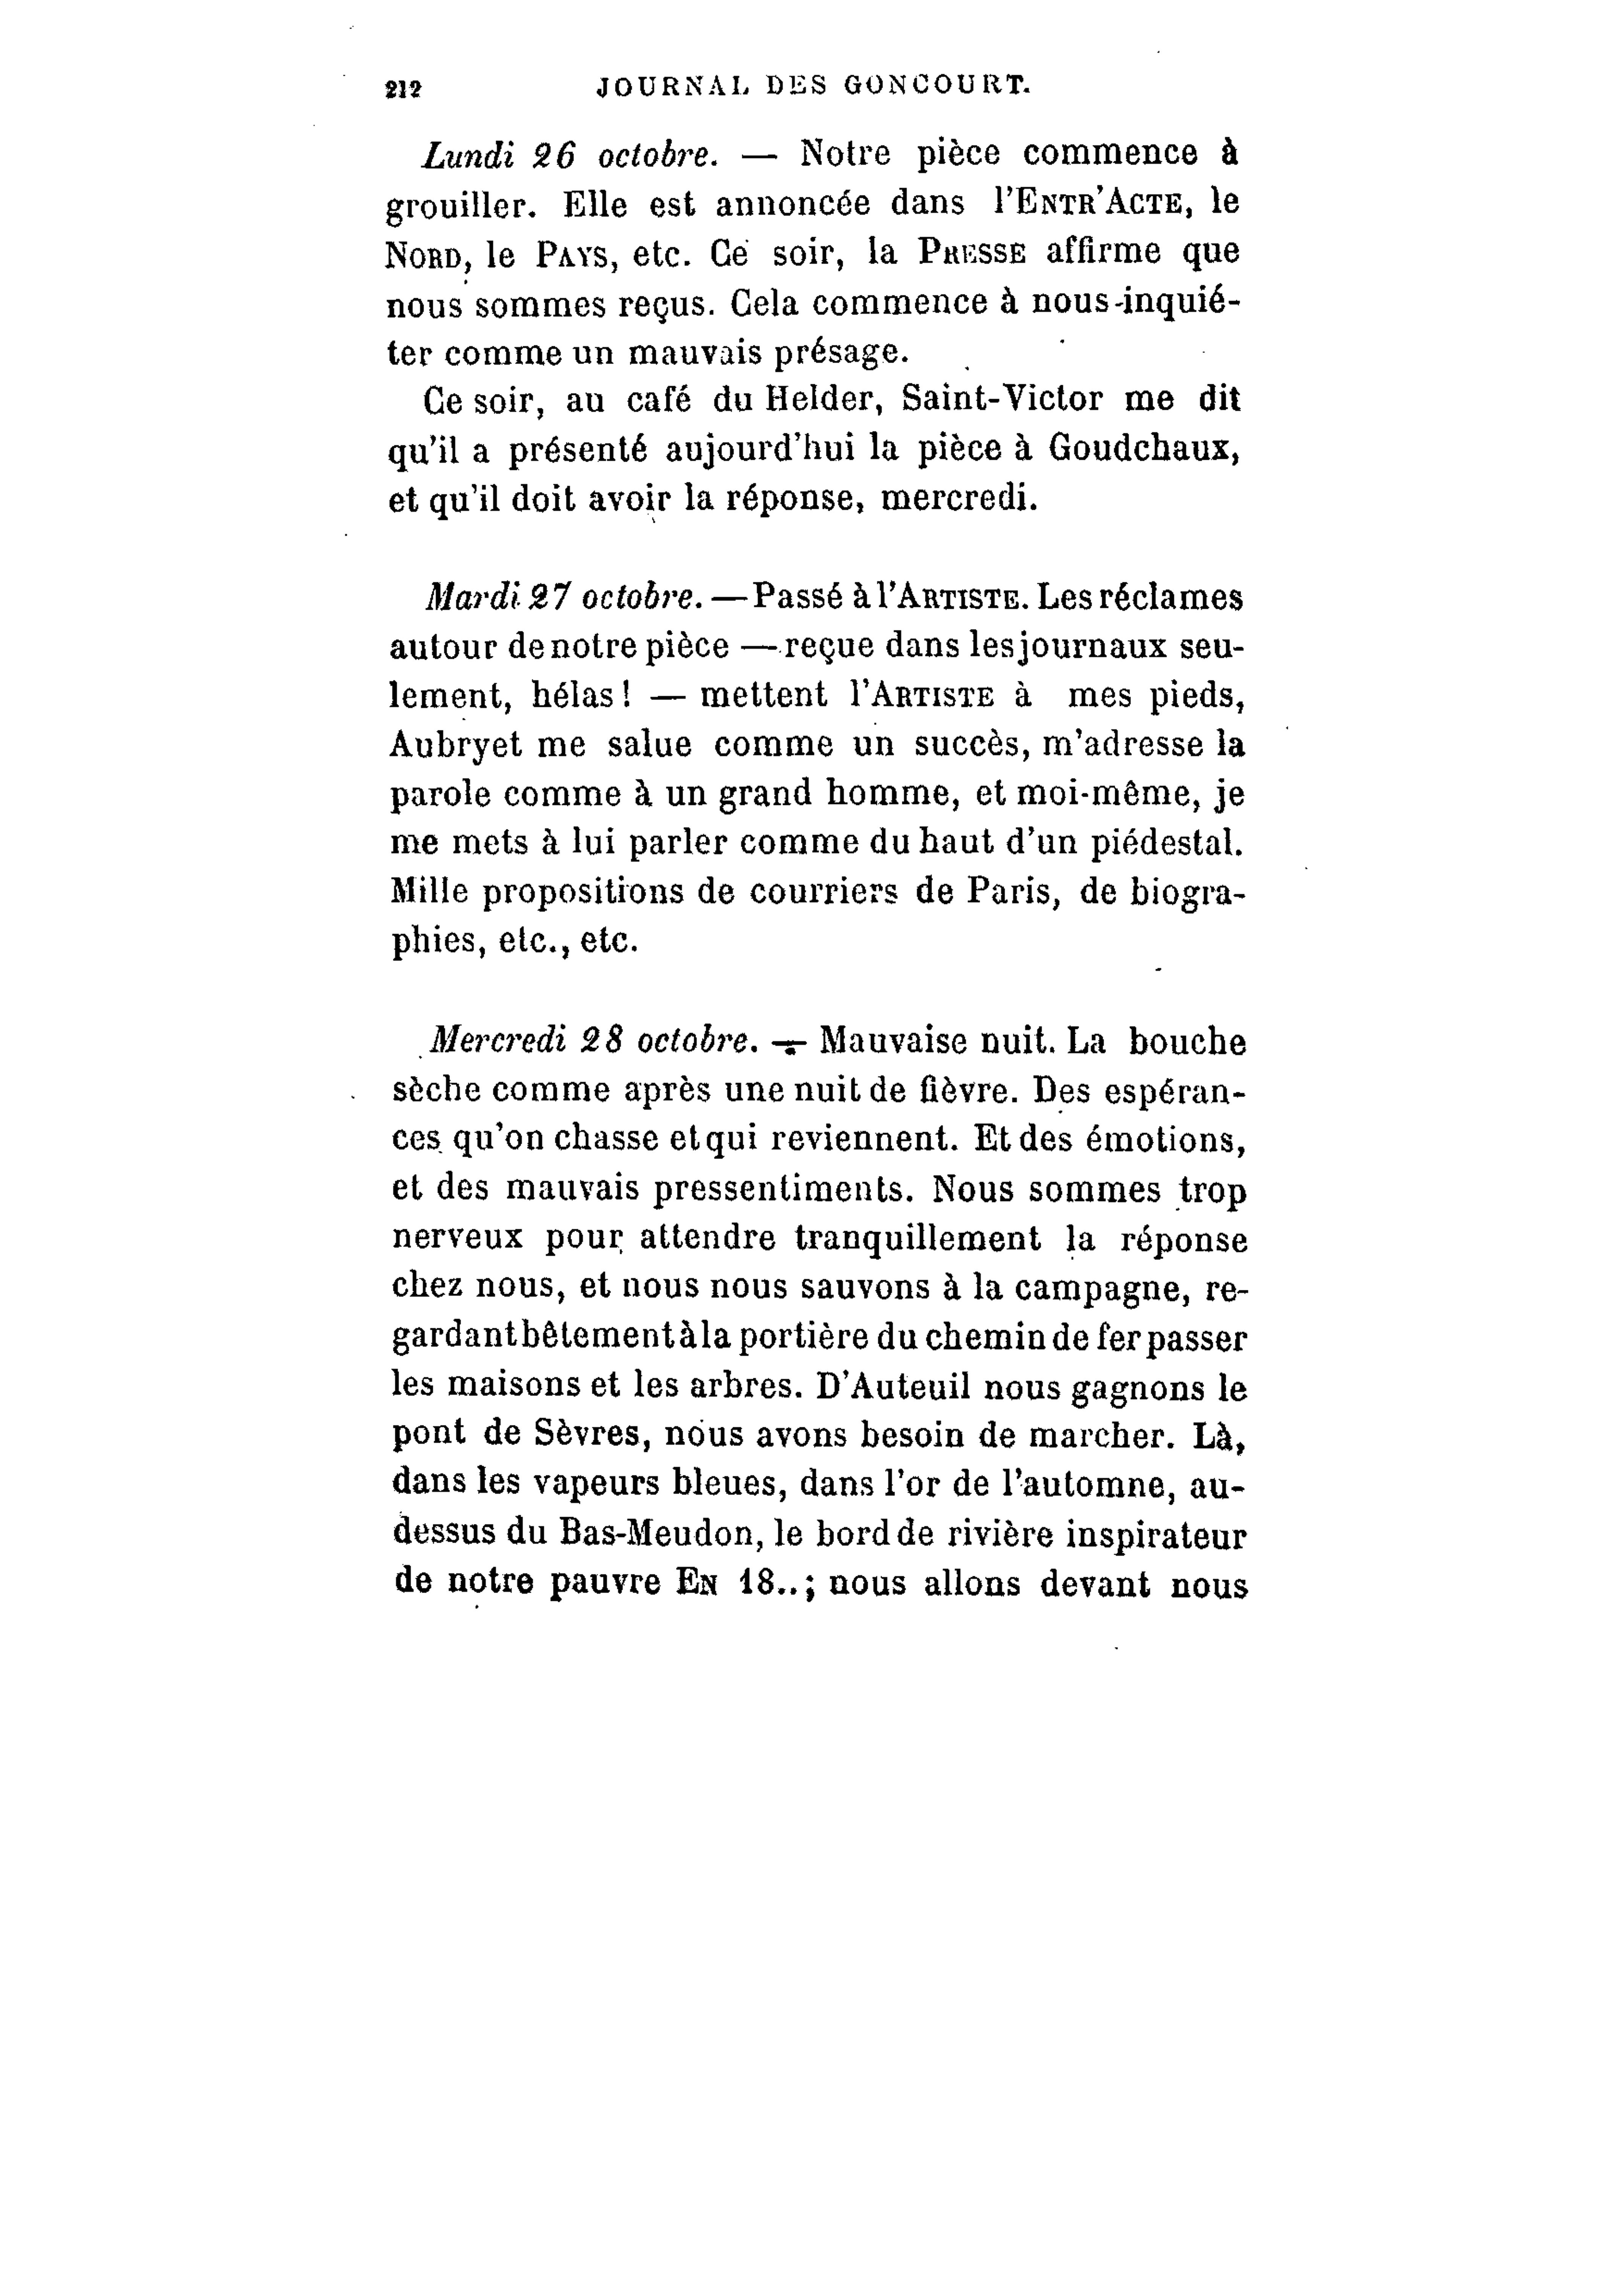 212 JOURNAL DES GONCOURT.
Lundi 26 octobre. — Notre pièce commence à
grouiller. Elle est annoncée dans l'ENTR'ACTE, le
NORD, le PAYS, etc. Ce soir, la PRESSE affirme que
nous sommes reçus. Cela commence à nous inquié-
ter comme un mauvais présage.
Ce soir, au café du Helder, Saint-Victor me dit
qu'il a présenté aujourd'hui la pièce à Goudchaux,
et qu'il doit avoir la réponse, mercredi.
Mardi 27 octobre. — Passé à l'ARTISTE. Les réclames
autour de notre pièce — reçue dans les journaux seu-
lement, hélas! — mettent l'ARTISTE à mes pieds,
Aubryet me salue comme un succès, m'adresse la
parole comme à un grand homme, et moi-même, je
me mets à lui parler comme du haut d'un piédestal.
Mille propositions de courriers de Paris, de biogra-
phies, etc., etc.
Mercredi 28 octobre. — Mauvaise nuit. La bouche
sèche comme après une nuit de fièvre. Des espéran-
ces qu'on chasse et qui reviennent. Et des émotions,
et des mauvais pressentiments. Nous sommes trop
nerveux pour attendre tranquillement la réponse
chez nous, et nous nous sauvons à la campagne, re-
gardant bêtement à la portière du chemin de fer passer
les maisons et les arbres. D'Auteuil nous gagnons le
pont de Sèvres, nous avons besoin de marcher. Là,
dans les vapeurs bleues, dans l'or de l'automne, au-
dessus du Bas-Meudon, le bord de rivière inspirateur
de notre pauvre EN 18..; nous allons devant nous